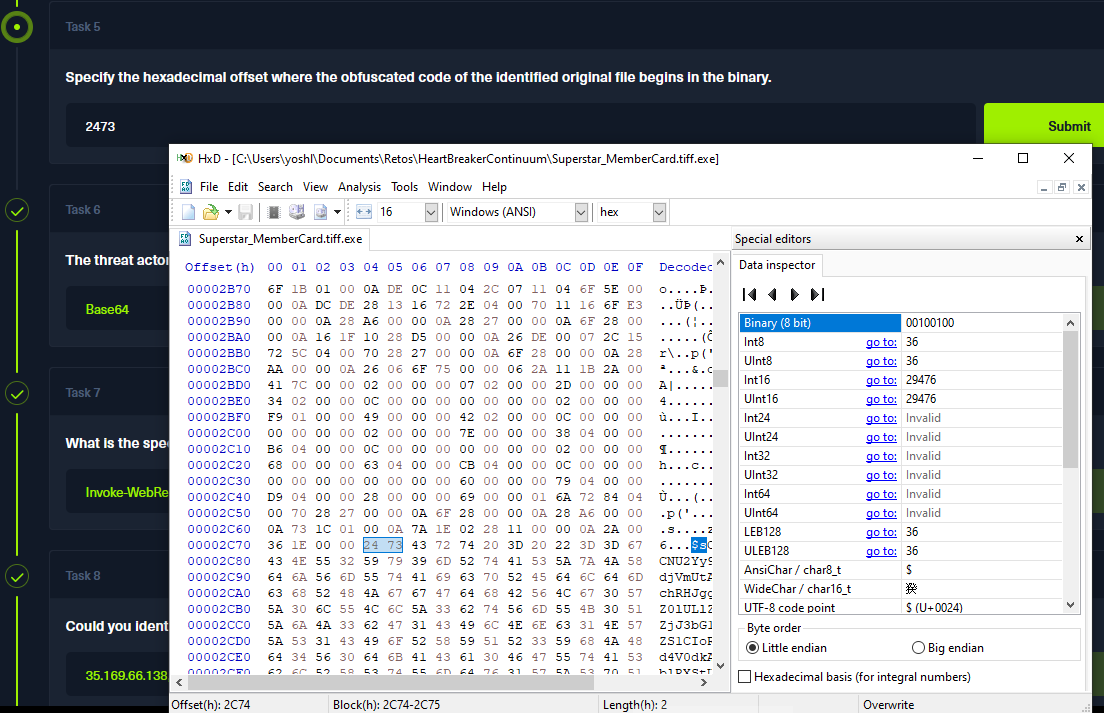 Task 5
Specify the hexadecimal offset where the obfuscated code of the identified original file begins in the binary.
2473
Submit
Task 6
The threat actor
Base64
Task 7
What is the spe
Invoke-WebRe
Task 8
Could you ident
35.169.66.138
HxD - [C:\Users\yoshl\Documents\Retos\HeartBreakerContinuum\Superstar_MemberCard.tiff.exe]
File Edit Search View Analysis Tools Window Help
16 Windows (ANSI) hex
Superstar_MemberCard.tiff.exe
Offset(h) 00 01 02 03 04 05 06 07 08 09 0A 0B 0C 0D 0E 0F Decoded
00002B70 6F 1B 01 00 0A DE 0C 11 04 2C 07 11 04 6F 5E 00 o....Þ.
00002B80 00 0A DC DE 28 13 16 72 2E 04 00 70 11 16 6F E3 ..ÜÞ(..
00002B90 00 00 0A 28 A6 00 00 0A 28 27 00 00 0A 6F 28 00 ...(¦..
00002BA0 00 0A 16 1F 10 28 D5 00 00 0A 26 DE 00 07 2C 15 .....(Õ
00002BB0 72 5C 04 00 70 28 27 00 00 0A 6F 28 00 00 0A 28 r\..p('
00002BC0 AA 00 00 0A 26 06 6F 75 00 00 06 2A 11 1B 2A 00 ª...&.o
00002BD0 41 7C 00 00 02 00 00 00 07 02 00 00 2D 00 00 00 A|.....
00002BE0 34 02 00 00 0C 00 00 00 00 00 00 00 02 00 00 00 4......
00002BF0 F9 01 00 00 49 00 00 00 42 02 00 00 0C 00 00 00 ù...I..
00002C00 00 00 00 00 02 00 00 00 7E 00 00 00 38 04 00 00 .......
00002C10 B6 04 00 00 0C 00 00 00 00 00 00 00 02 00 00 00 ¶......
00002C20 68 00 00 00 63 04 00 00 CB 04 00 00 0C 00 00 00 h...c..
00002C30 00 00 00 00 00 00 00 00 60 00 00 00 79 04 00 00 .......
00002C40 D9 04 00 00 28 00 00 00 69 00 00 01 6A 72 84 04 Ù...(..
00002C50 00 70 28 27 00 00 0A 6F 28 00 00 0A 28 A6 00 00 .p('...
00002C60 0A 73 1C 01 00 0A 7A 1E 02 28 11 00 00 0A 2A 00 .s....z
00002C70 36 1E 00 00 24 73 43 72 74 20 3D 20 22 3D 3D 67 6...$sC
00002C80 43 4E 55 32 59 79 39 6D 52 74 41 53 5A 7A 4A 58 CNU2Yy9
00002C90 64 6A 56 6D 55 74 41 69 63 70 52 45 64 6C 64 6D djVmUtA
00002CA0 63 68 52 48 4A 67 67 47 64 68 42 56 4C 67 30 57 chRHJgg
00002CB0 5A 30 6C 55 4C 6C 5A 33 62 74 56 6D 55 4B 30 51 Z0lULlZ
00002CC0 5A 6A 4A 33 62 47 31 43 49 6C 4E 6E 63 31 4E 57 ZjJ3bG1
00002CD0 5A 53 31 43 49 6F 52 58 59 51 52 33 59 68 4A 48 ZS1CIoR
00002CE0 64 34 56 30 64 6B 41 43 61 30 46 47 55 74 41 53 d4V0dkA
Special editors
Data inspector
Binary (8 bit) 00100100
Int8 go to: 36
UInt8 go to: 36
Int16 go to: 29476
UInt16 go to: 29476
Int24 go to: Invalid
UInt24 go to: Invalid
Int32 go to: Invalid
UInt32 go to: Invalid
Int64 go to: Invalid
UInt64 go to: Invalid
LEB128 go to: 36
ULEB128 go to: 36
AnsiChar / char8_t $
WideChar / char16_t
UTF-8 code point $ (U+0024)
Byte order
Little endian Big endian
Hexadecimal basis (for integral numbers)
Offset(h): 2C74 Block(h): 2C74-2C75 Length(h): 2 Overwrite